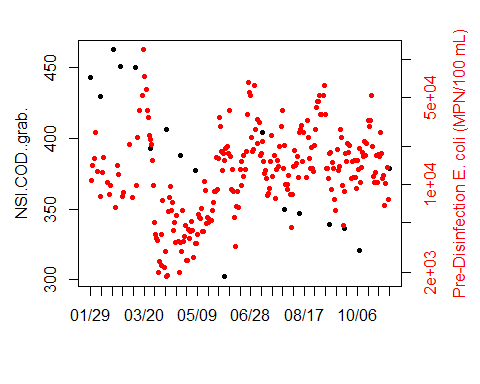 NSI.COD..grab.
450
400
350
300
01/29 03/20 05/09 06/28 08/17 10/06
5e+04
1e+04
2e+03
Pre-Disinfection E. coli (MPN/100 mL)